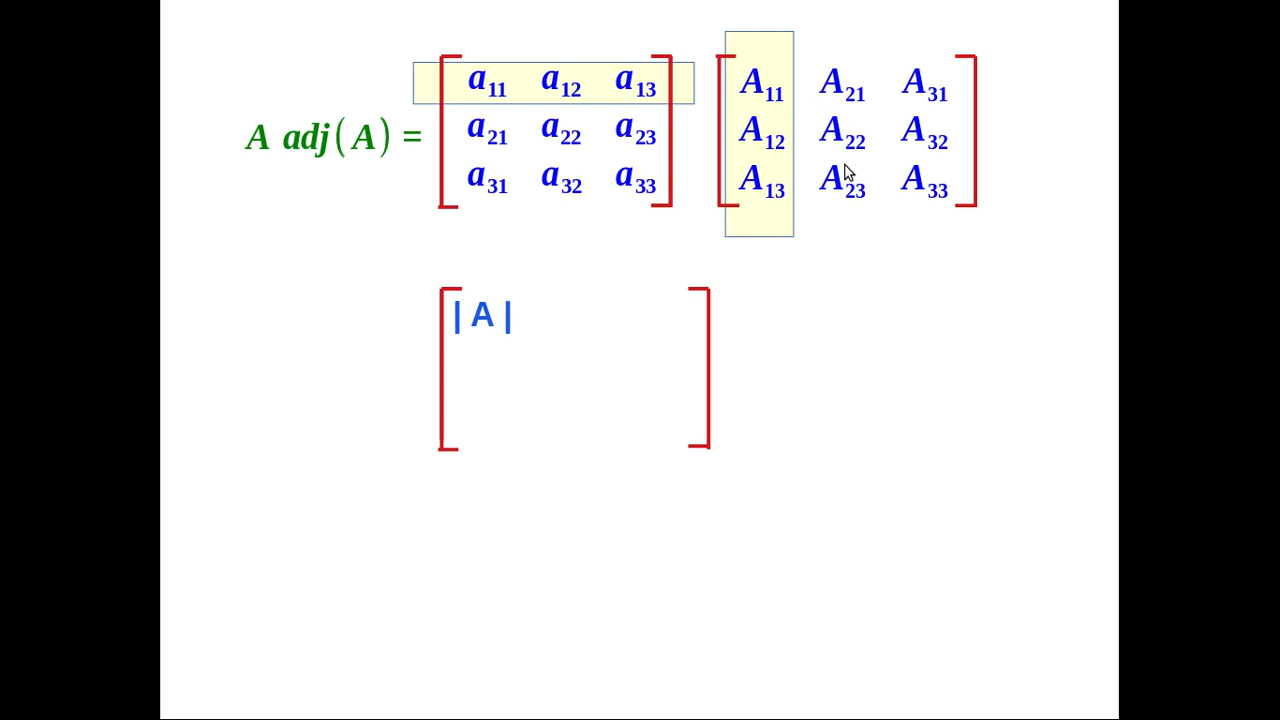 a11 a12 a13 A11 A21 A31
A adj(A) = a21 a22 a23 A12 A22 A32
a31 a32 a33 A13 A23 A33
| A |